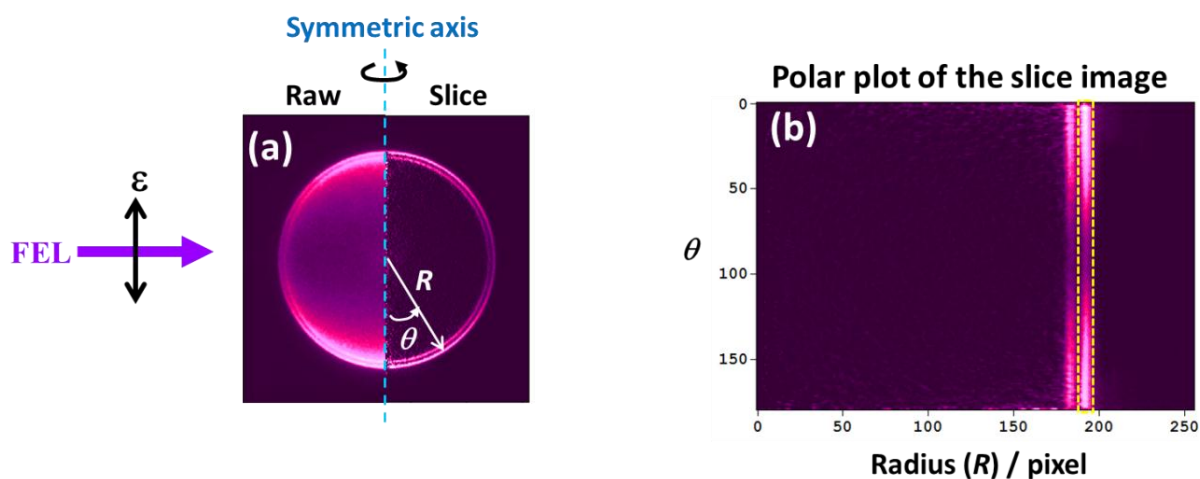 Symmetric axis
Raw
Slice
(a)
ε
FEL
R
θ
Polar plot of the slice image
(b)
0
50
θ
100
150
0
50
100
150
200
250
Radius (R) / pixel